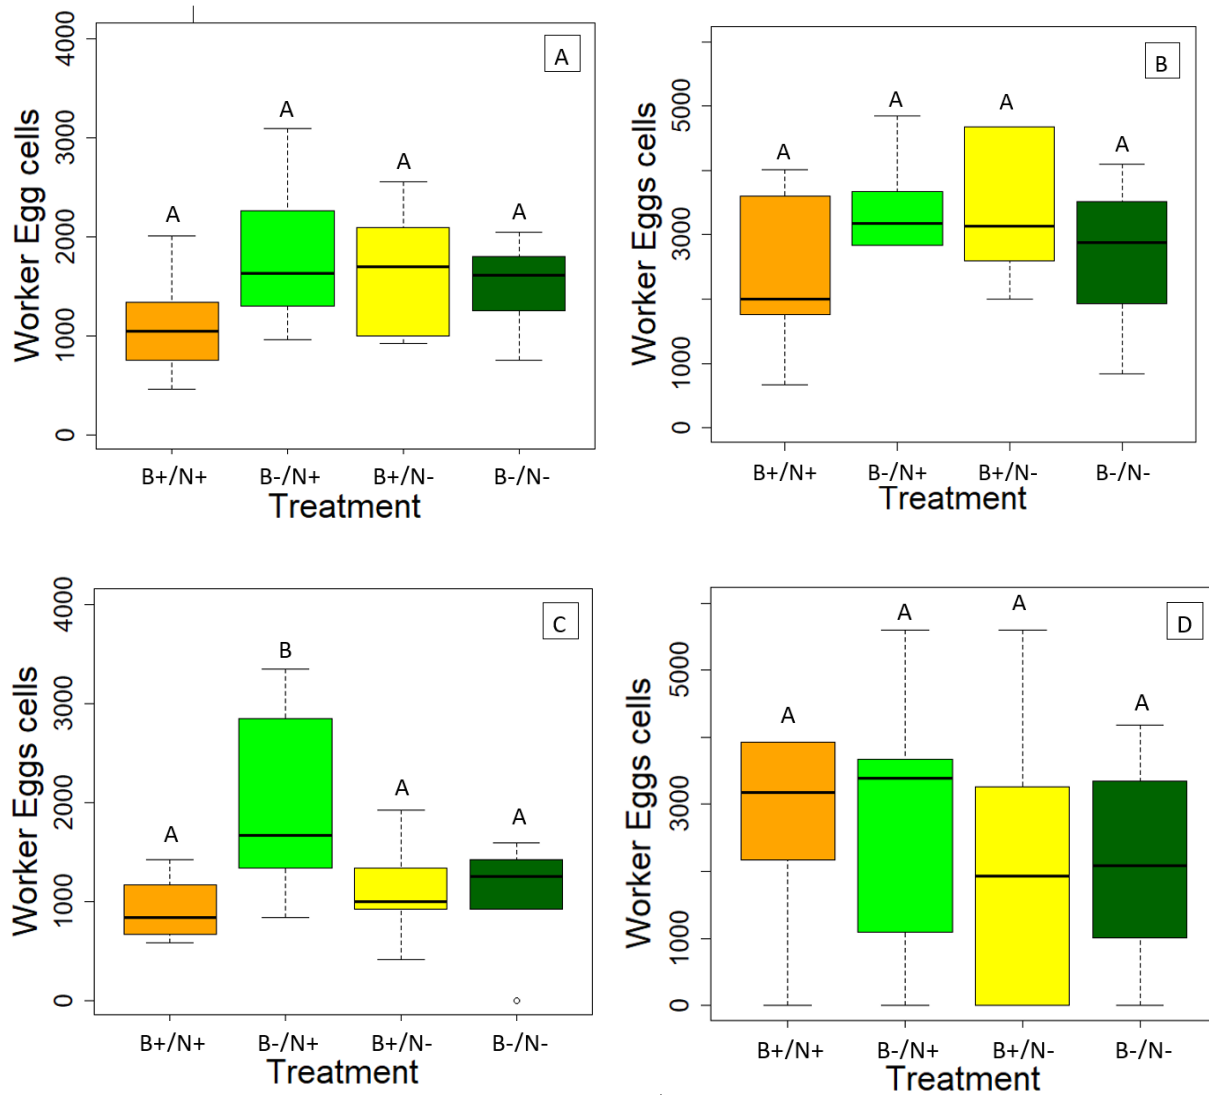 A
Worker Egg cells
4000
3000
2000
1000
0
A
A
A
A
B+/N+
B-/N+
B+/N-
B-/N-
Treatment
B
Worker Eggs cells
5000
3000
1000
0
A
A
A
A
B+/N+
B-/N+
B+/N-
B-/N-
Treatment
C
Worker Eggs cells
4000
3000
2000
1000
0
A
B
A
A
B+/N+
B-/N+
B+/N-
B-/N-
Treatment
D
Worker Eggs cells
5000
3000
1000
0
A
A
A
A
B+/N+
B-/N+
B+/N-
B-/N-
Treatment